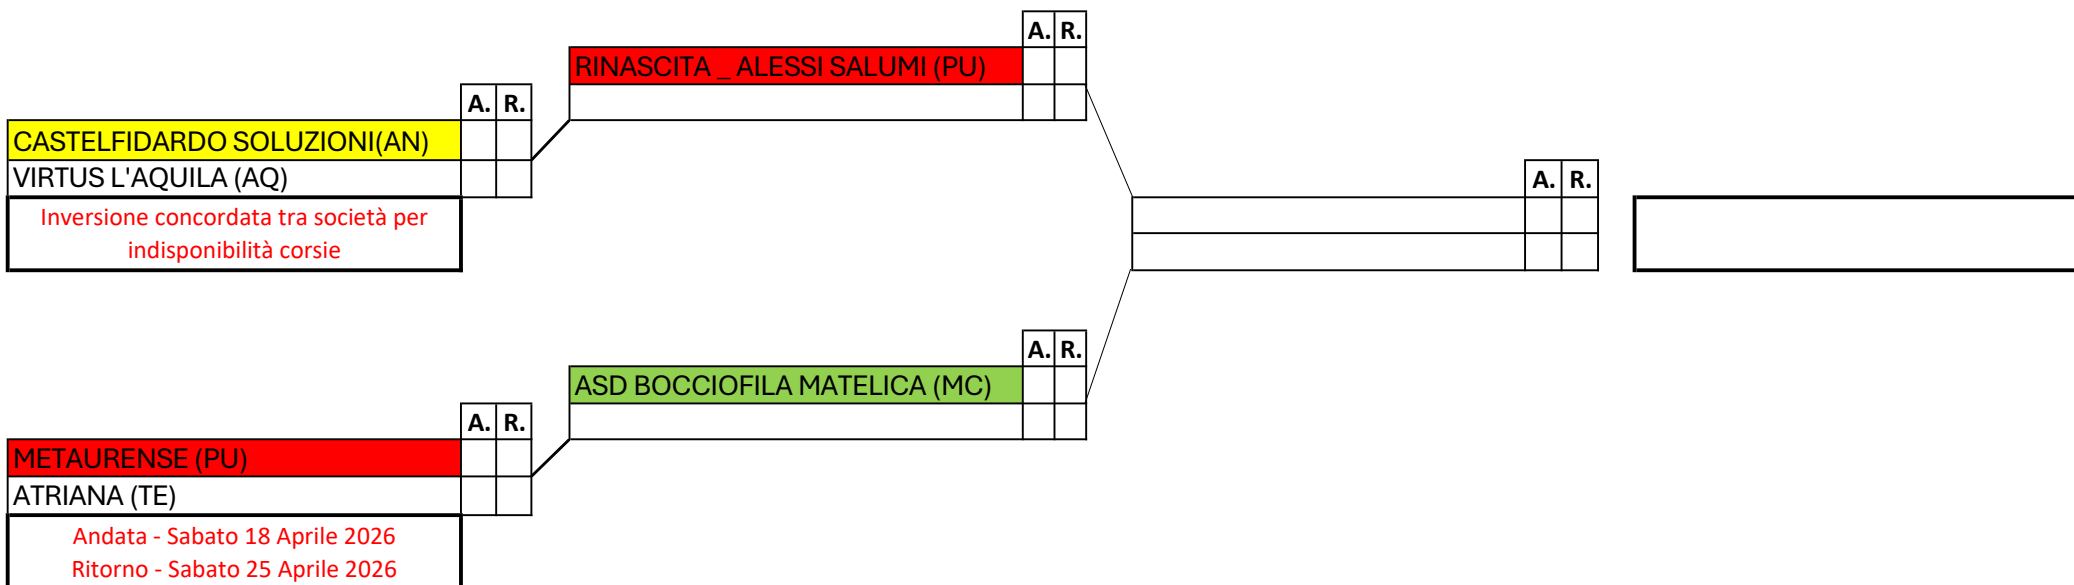 A. R.
RINASCITA _ ALESSI SALUMI (PU)
A. R.
CASTELFIDARDO SOLUZIONI(AN)
VIRTUS L'AQUILA (AQ)
A. R.
Inversione concordata tra società per
indisponibilità corsie
A. R.
ASD BOCCIOFILA MATELICA (MC)
A. R.
METAURENSE (PU)
ATRIANA (TE)
Andata - Sabato 18 Aprile 2026
Ritorno - Sabato 25 Aprile 2026